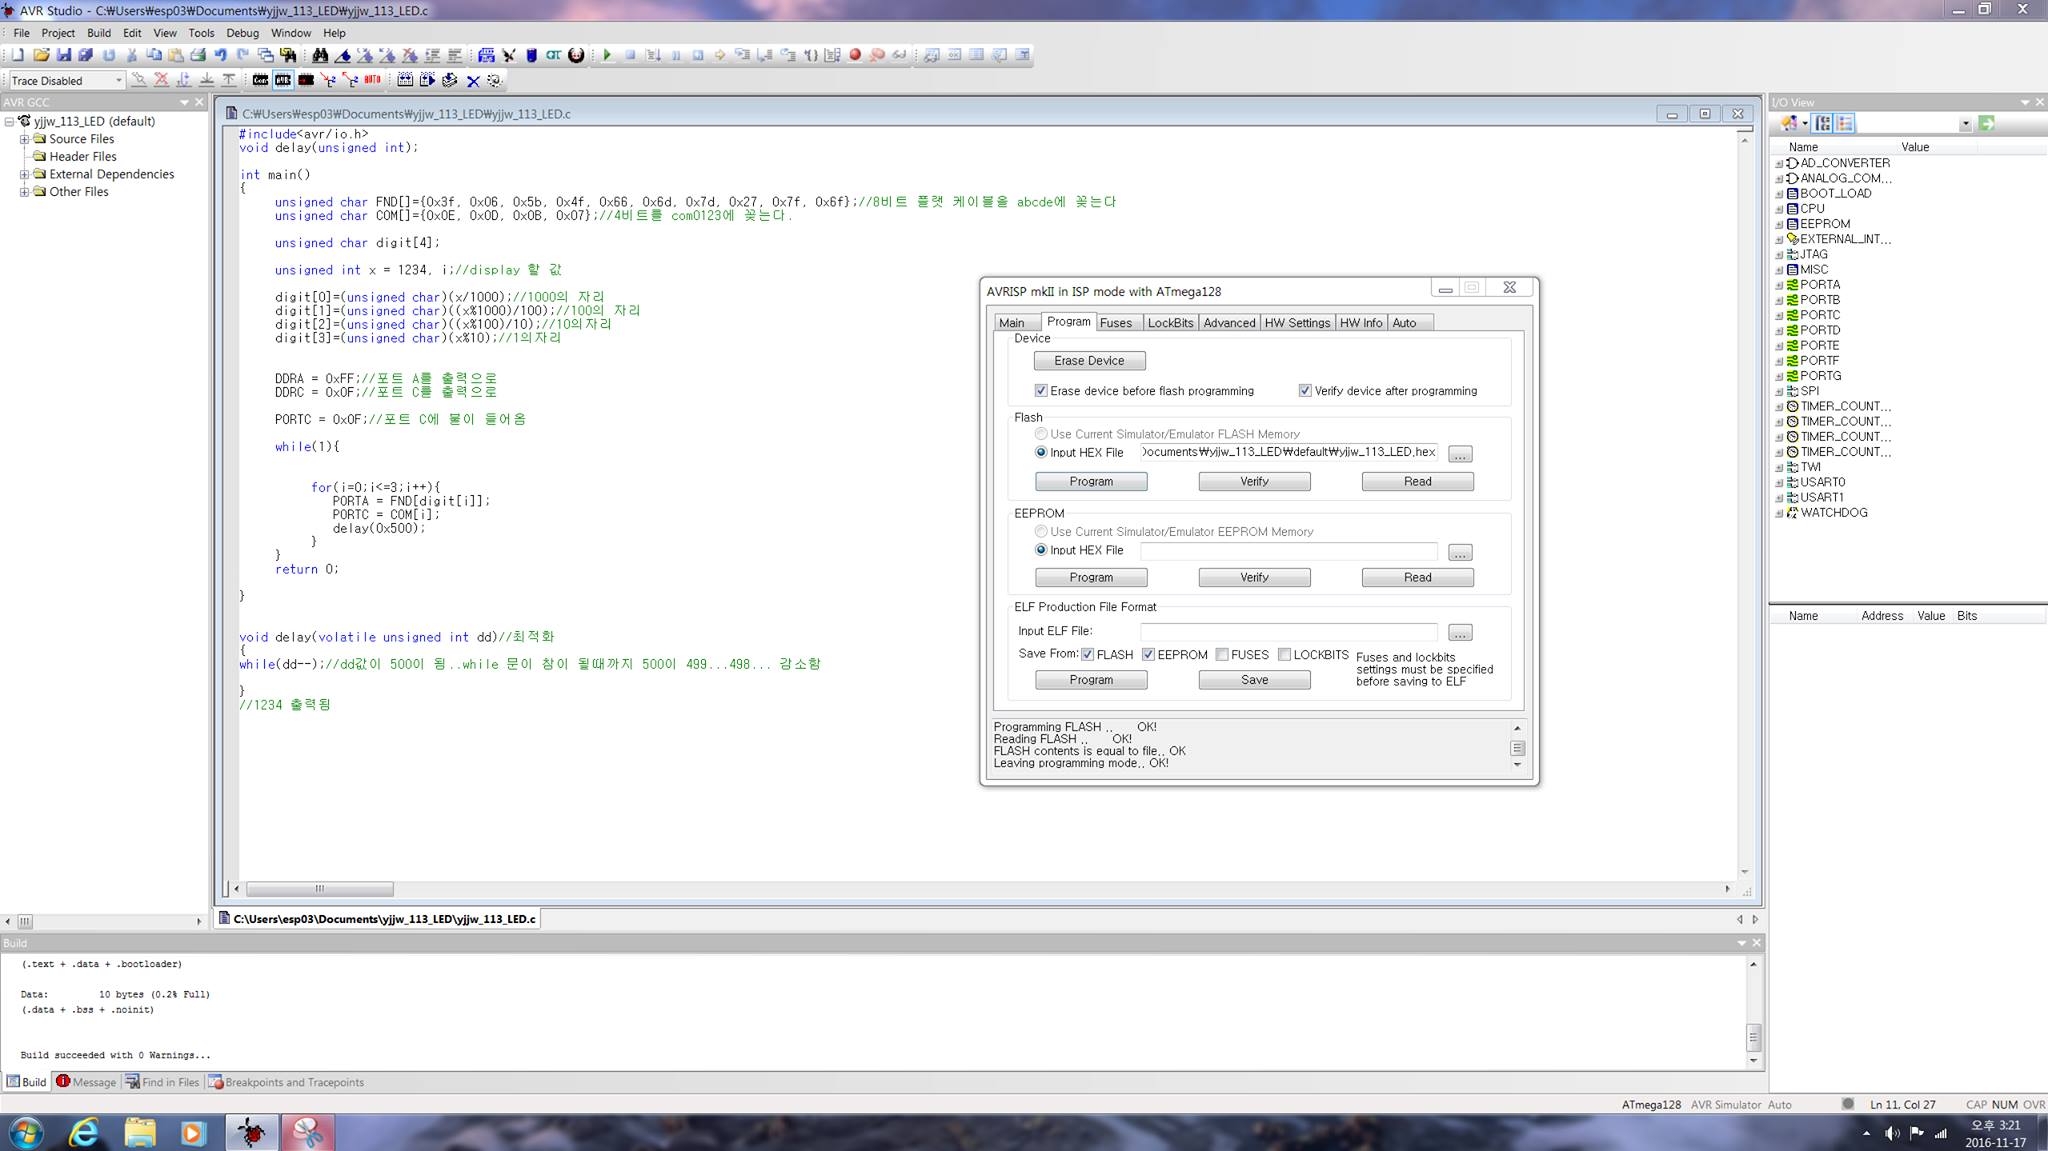 AVR Studio - C:₩Users₩esp03₩Documents₩yjjw_113_LED₩yjjw_113_LED.c
File Project Build Edit View Tools Debug Window Help
Trace Disabled
AUTO
AVR GCC
yjjw_113_LED (default)
Source Files
Header Files
External Dependencies
Other Files
C:₩Users₩esp03₩Documents₩yjjw_113_LED₩yjjw_113_LED.c
#include<avr/io.h>
void delay(unsigned int);
int main()
{
unsigned char FND[]={0x3f, 0x06, 0x5b, 0x4f, 0x66, 0x6d, 0x7d, 0x27, 0x7f, 0x6f};//8비트 플랫 케이블을 abcde에 꽂는다
unsigned char COM[]={0x0E, 0x0D, 0x0B, 0x07};//4비트를 com0123에 꽂는다.
unsigned char digit[4];
unsigned int x = 1234, i;//display 할 값
digit[0]=(unsigned char)(x/1000);//1000의 자리
digit[1]=(unsigned char)((x%1000)/100);//100의 자리
digit[2]=(unsigned char)((x%100)/10);//10의자리
digit[3]=(unsigned char)(x%10);//1의자리
DDRA = 0xFF;//포트 A를 출력으로
DDRC = 0x0F;//포트 C를 출력으로
PORTC = 0x0F;//포트 C에 불이 들어옴
while(1){
for(i=0;i<=3;i++){
PORTA = FND[digit[i]];
PORTC = COM[i];
delay(0x500);
}
}
return 0;
}
void delay(volatile unsigned int dd)//최적화
{
while(dd--);//dd값이 500이 됨..while 문이 참이 될때까지 500이 499...498... 감소함
}
//1234 출력됨
AVRISP mkII in ISP mode with ATmega128
Main Program Fuses LockBits Advanced HW Settings HW Info Auto
Device
Erase Device
Erase device before flash programming Verify device after programming
Flash
Use Current Simulator/Emulator FLASH Memory
Input HEX File Documents₩yjjw_113_LED₩default₩yjjw_113_LED.hex ...
Program Verify Read
EEPROM
Use Current Simulator/Emulator EEPROM Memory
Input HEX File ...
Program Verify Read
ELF Production File Format
Input ELF File: ...
Save From: FLASH EEPROM FUSES LOCKBITS
Fuses and lockbits
settings must be specified
before saving to ELF
Program Save
Programming FLASH .. OK!
Reading FLASH .. OK!
FLASH contents is equal to file.. OK
Leaving programming mode.. OK!
I/O View
Name Value
AD_CONVERTER
ANALOG_COM...
BOOT_LOAD
CPU
EEPROM
EXTERNAL_INT...
JTAG
MISC
PORTA
PORTB
PORTC
PORTD
PORTE
PORTF
PORTG
SPI
TIMER_COUNT...
TIMER_COUNT...
TIMER_COUNT...
TIMER_COUNT...
TWI
USART0
USART1
WATCHDOG
Name Address Value Bits
C:\Users\esp03\Documents\yjjw_113_LED\yjjw_113_LED.c
Build
(.text + .data + .bootloader)
Data: 10 bytes (0.2% Full)
(.data + .bss + .noinit)
Build succeeded with 0 Warnings...
Build Message Find in Files Breakpoints and Tracepoints
ATmega128 AVR Simulator Auto Ln 11, Col 27 CAP NUM OVR
오후 3:21
2016-11-17